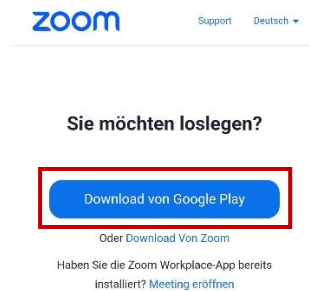 zoom
Support Deutsch
Sie möchten loslegen?
Download von Google Play
Oder Download Von Zoom
Haben Sie die Zoom Workplace-App bereits
installiert? Meeting eröffnen